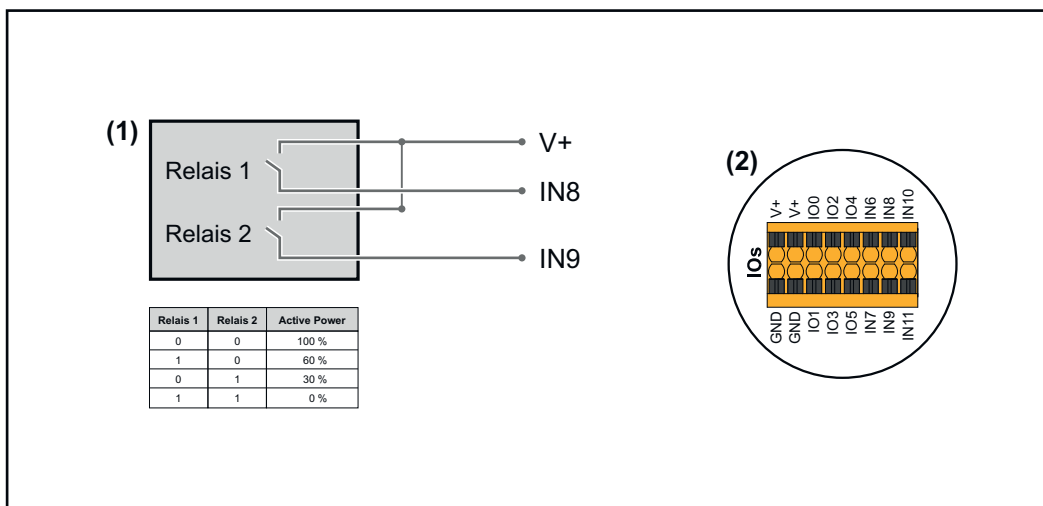 (1)
Relais 1
Relais 2
V+
IN8
IN9
Relais 1 Relais 2 Active Power
0 0 100 %
1 0 60 %
0 1 30 %
1 1 0 %
(2)
V+ V+ IO0 IO2 IO4 IN6 IN8 IN10
IOs
GND GND IO1 IO3 IO5 IN7 IN9 IN11